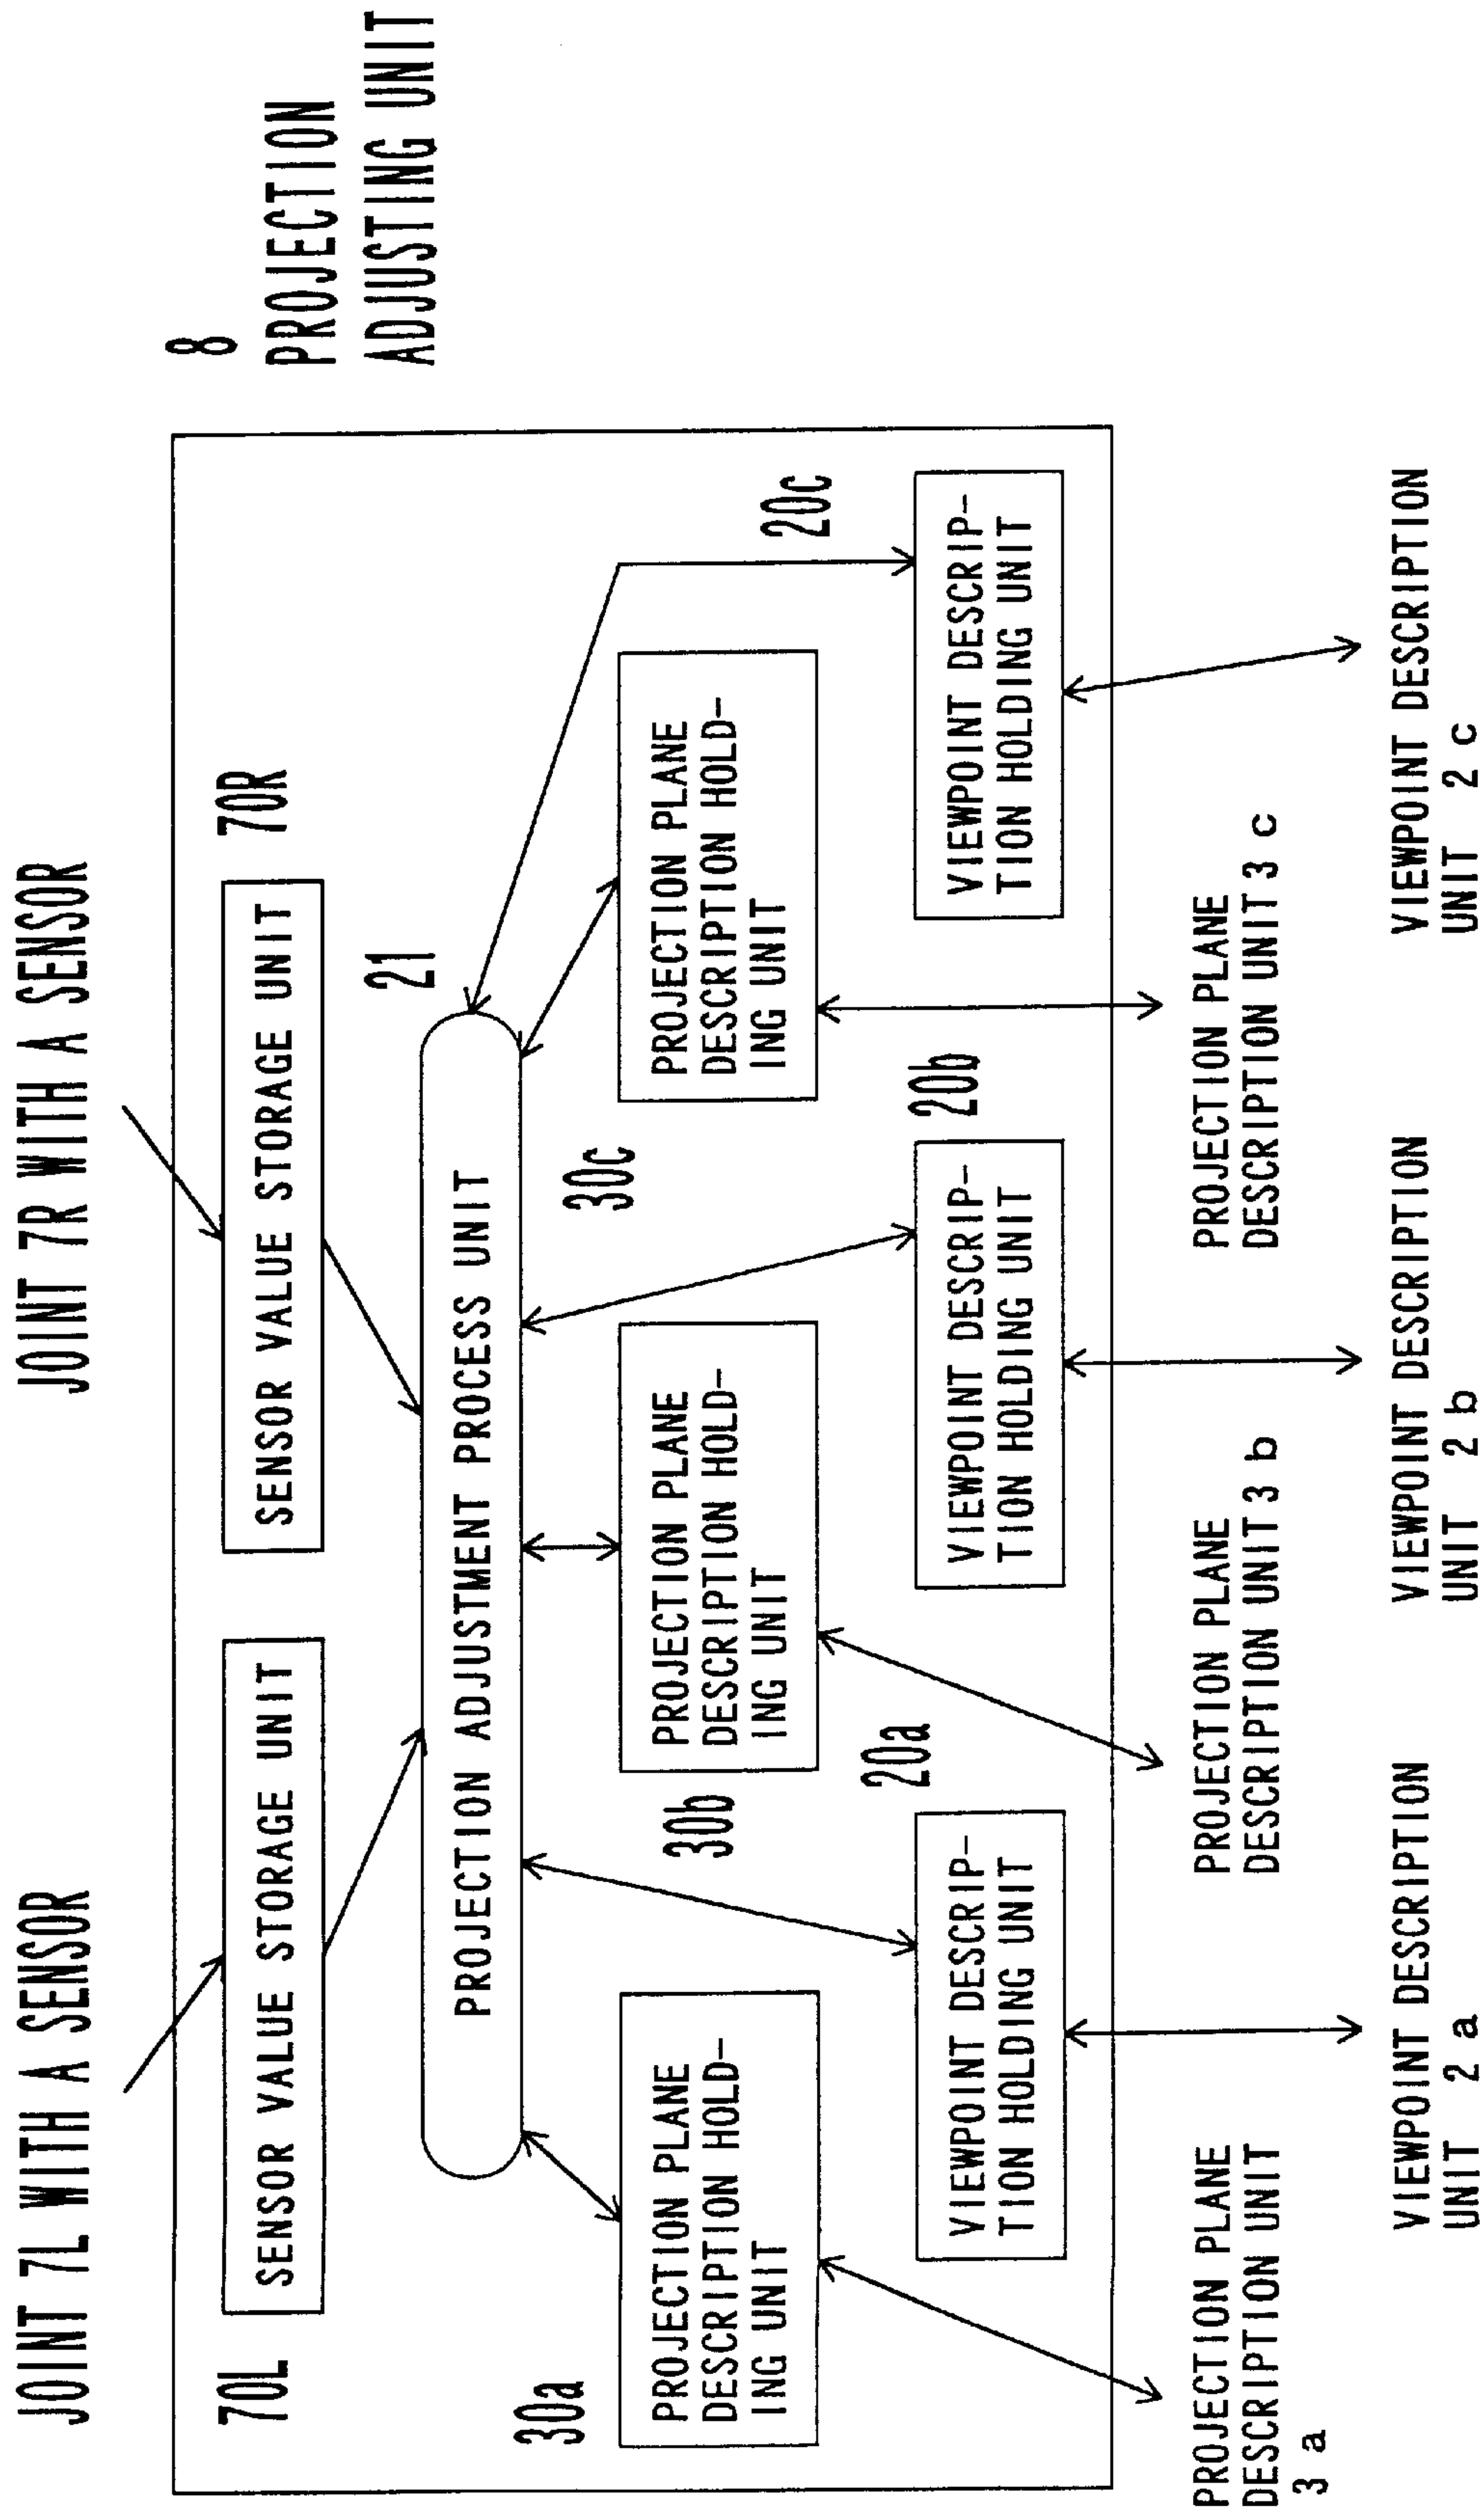 JOINT 7L WITH A SENSOR
JOINT 7R WITH A SENSOR
8
PROJECTION
ADJUSTING UNIT
70L
SENSOR VALUE STORAGE UNIT
SENSOR VALUE STORAGE UNIT
70R
21
PROJECTION ADJUSTMENT PROCESS UNIT
30a
PROJECTION PLANE
DESCRIPTION HOLD-
ING UNIT
30b
PROJECTION PLANE
DESCRIPTION HOLD-
ING UNIT
30c
PROJECTION PLANE
DESCRIPTION HOLD-
ING UNIT
20a
VIEWPOINT DESCRIP-
TION HOLDING UNIT
20b
VIEWPOINT DESCRIP-
TION HOLDING UNIT
20c
VIEWPOINT DESCRIP-
TION HOLDING UNIT
PROJECTION PLANE
DESCRIPTION UNIT
3 a
PROJECTION PLANE
DESCRIPTION UNIT 3 b
PROJECTION PLANE
DESCRIPTION UNIT 3 c
VIEWPOINT DESCRIPTION
UNIT 2 a
VIEWPOINT DESCRIPTION
UNIT 2 b
VIEWPOINT DESCRIPTION
UNIT 2 c